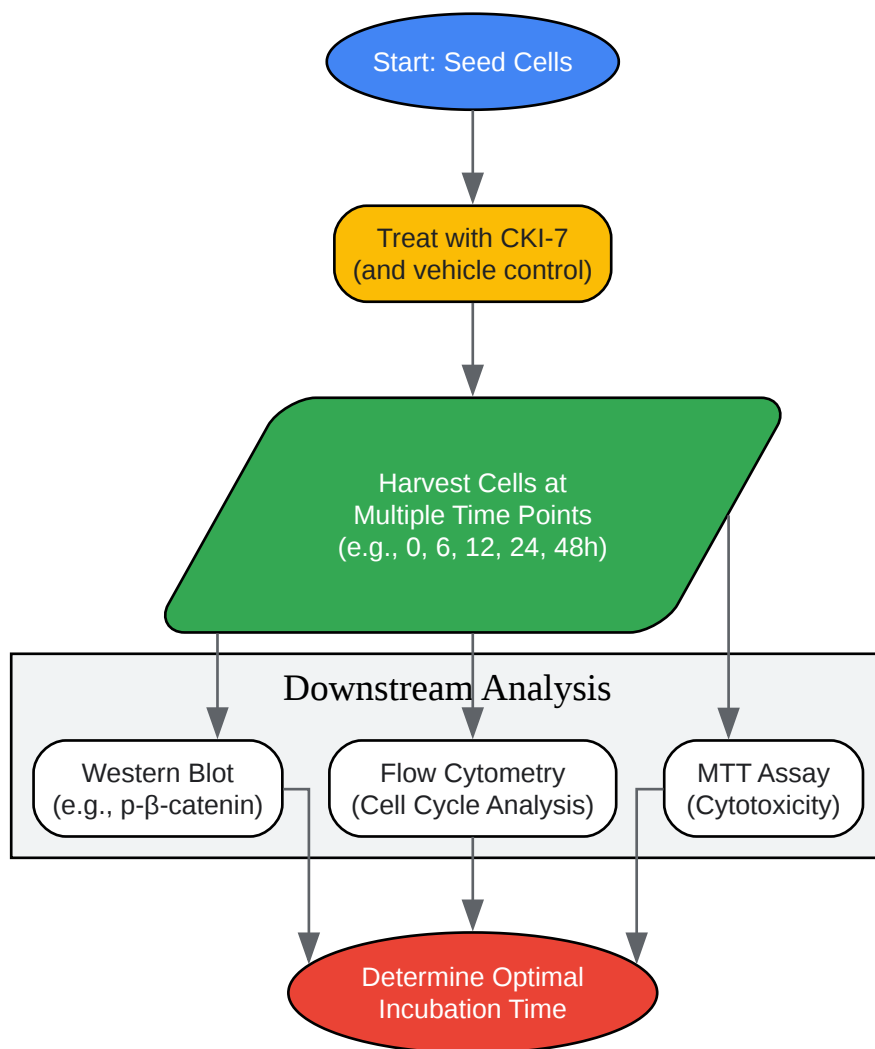 Start: Seed Cells
Treat with CKI-7
(and vehicle control)
Harvest Cells at
Multiple Time Points
(e.g., 0, 6, 12, 24, 48h)
Downstream Analysis
Western Blot
(e.g., p-β-catenin)
Flow Cytometry
(Cell Cycle Analysis)
MTT Assay
(Cytotoxicity)
Determine Optimal
Incubation Time